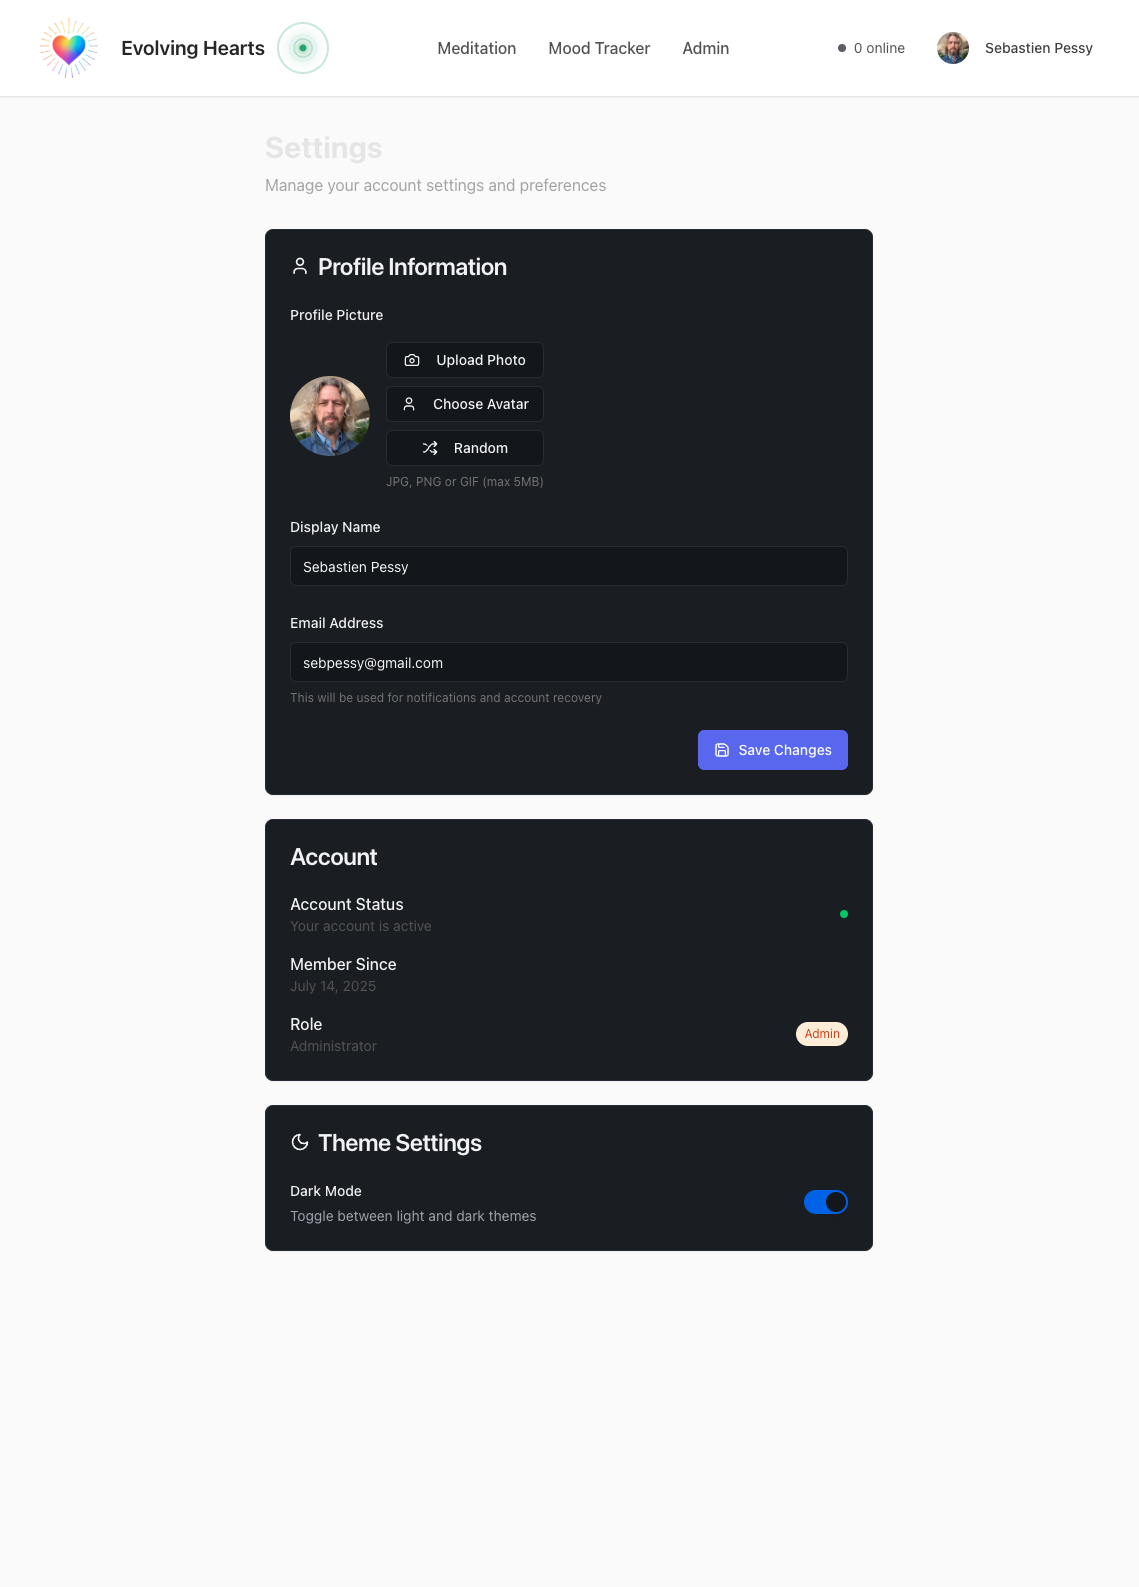 Evolving Hearts
Meditation
Mood Tracker
Admin
0 online
Sebastien Pessy
Settings
Manage your account settings and preferences
Profile Information
Profile Picture
Upload Photo
Choose Avatar
Random
JPG, PNG or GIF (max 5MB)
Display Name
Sebastien Pessy
Email Address
sebpessy@gmail.com
This will be used for notifications and account recovery
Save Changes
Account
Account Status
Your account is active
Member Since
July 14, 2025
Role
Administrator
Admin
Theme Settings
Dark Mode
Toggle between light and dark themes